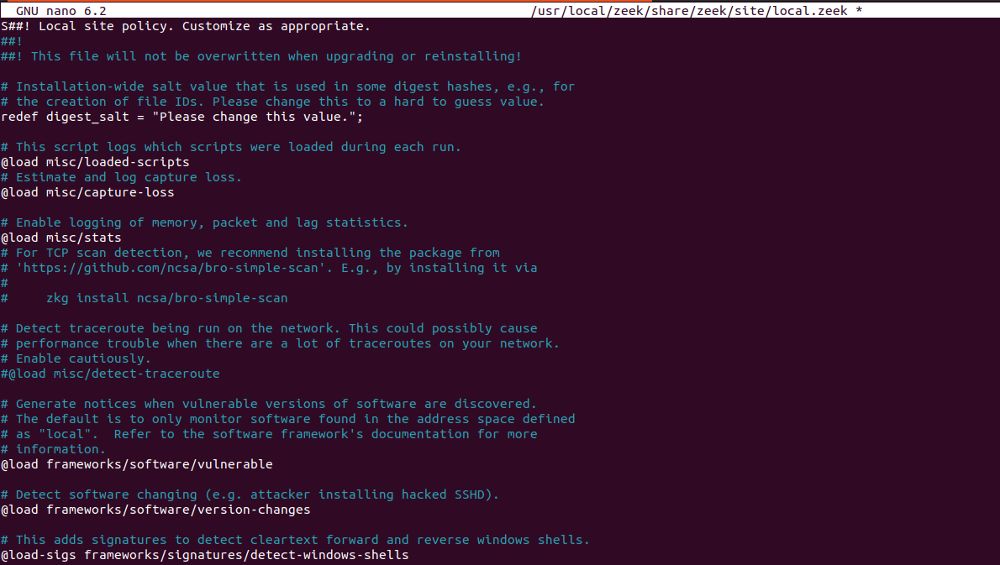 GNU nano 6.2 /usr/local/zeek/share/zeek/site/local.zeek *
S##! Local site policy. Customize as appropriate.
##!
##! This file will not be overwritten when upgrading or reinstalling!
# Installation-wide salt value that is used in some digest hashes, e.g., for
# the creation of file IDs. Please change this to a hard to guess value.
redef digest_salt = "Please change this value.";
# This script logs which scripts were loaded during each run.
@load misc/loaded-scripts
# Estimate and log capture loss.
@load misc/capture-loss
# Enable logging of memory, packet and lag statistics.
@load misc/stats
# For TCP scan detection, we recommend installing the package from
# 'https://github.com/ncsa/bro-simple-scan'. E.g., by installing it via
#
#     zkg install ncsa/bro-simple-scan
# Detect traceroute being run on the network. This could possibly cause
# performance trouble when there are a lot of traceroutes on your network.
# Enable cautiously.
#@load misc/detect-traceroute
# Generate notices when vulnerable versions of software are discovered.
# The default is to only monitor software found in the address space defined
# as "local".  Refer to the software framework's documentation for more
# information.
@load frameworks/software/vulnerable
# Detect software changing (e.g. attacker installing hacked SSHD).
@load frameworks/software/version-changes
# This adds signatures to detect cleartext forward and reverse windows shells.
@load-sigs frameworks/signatures/detect-windows-shells